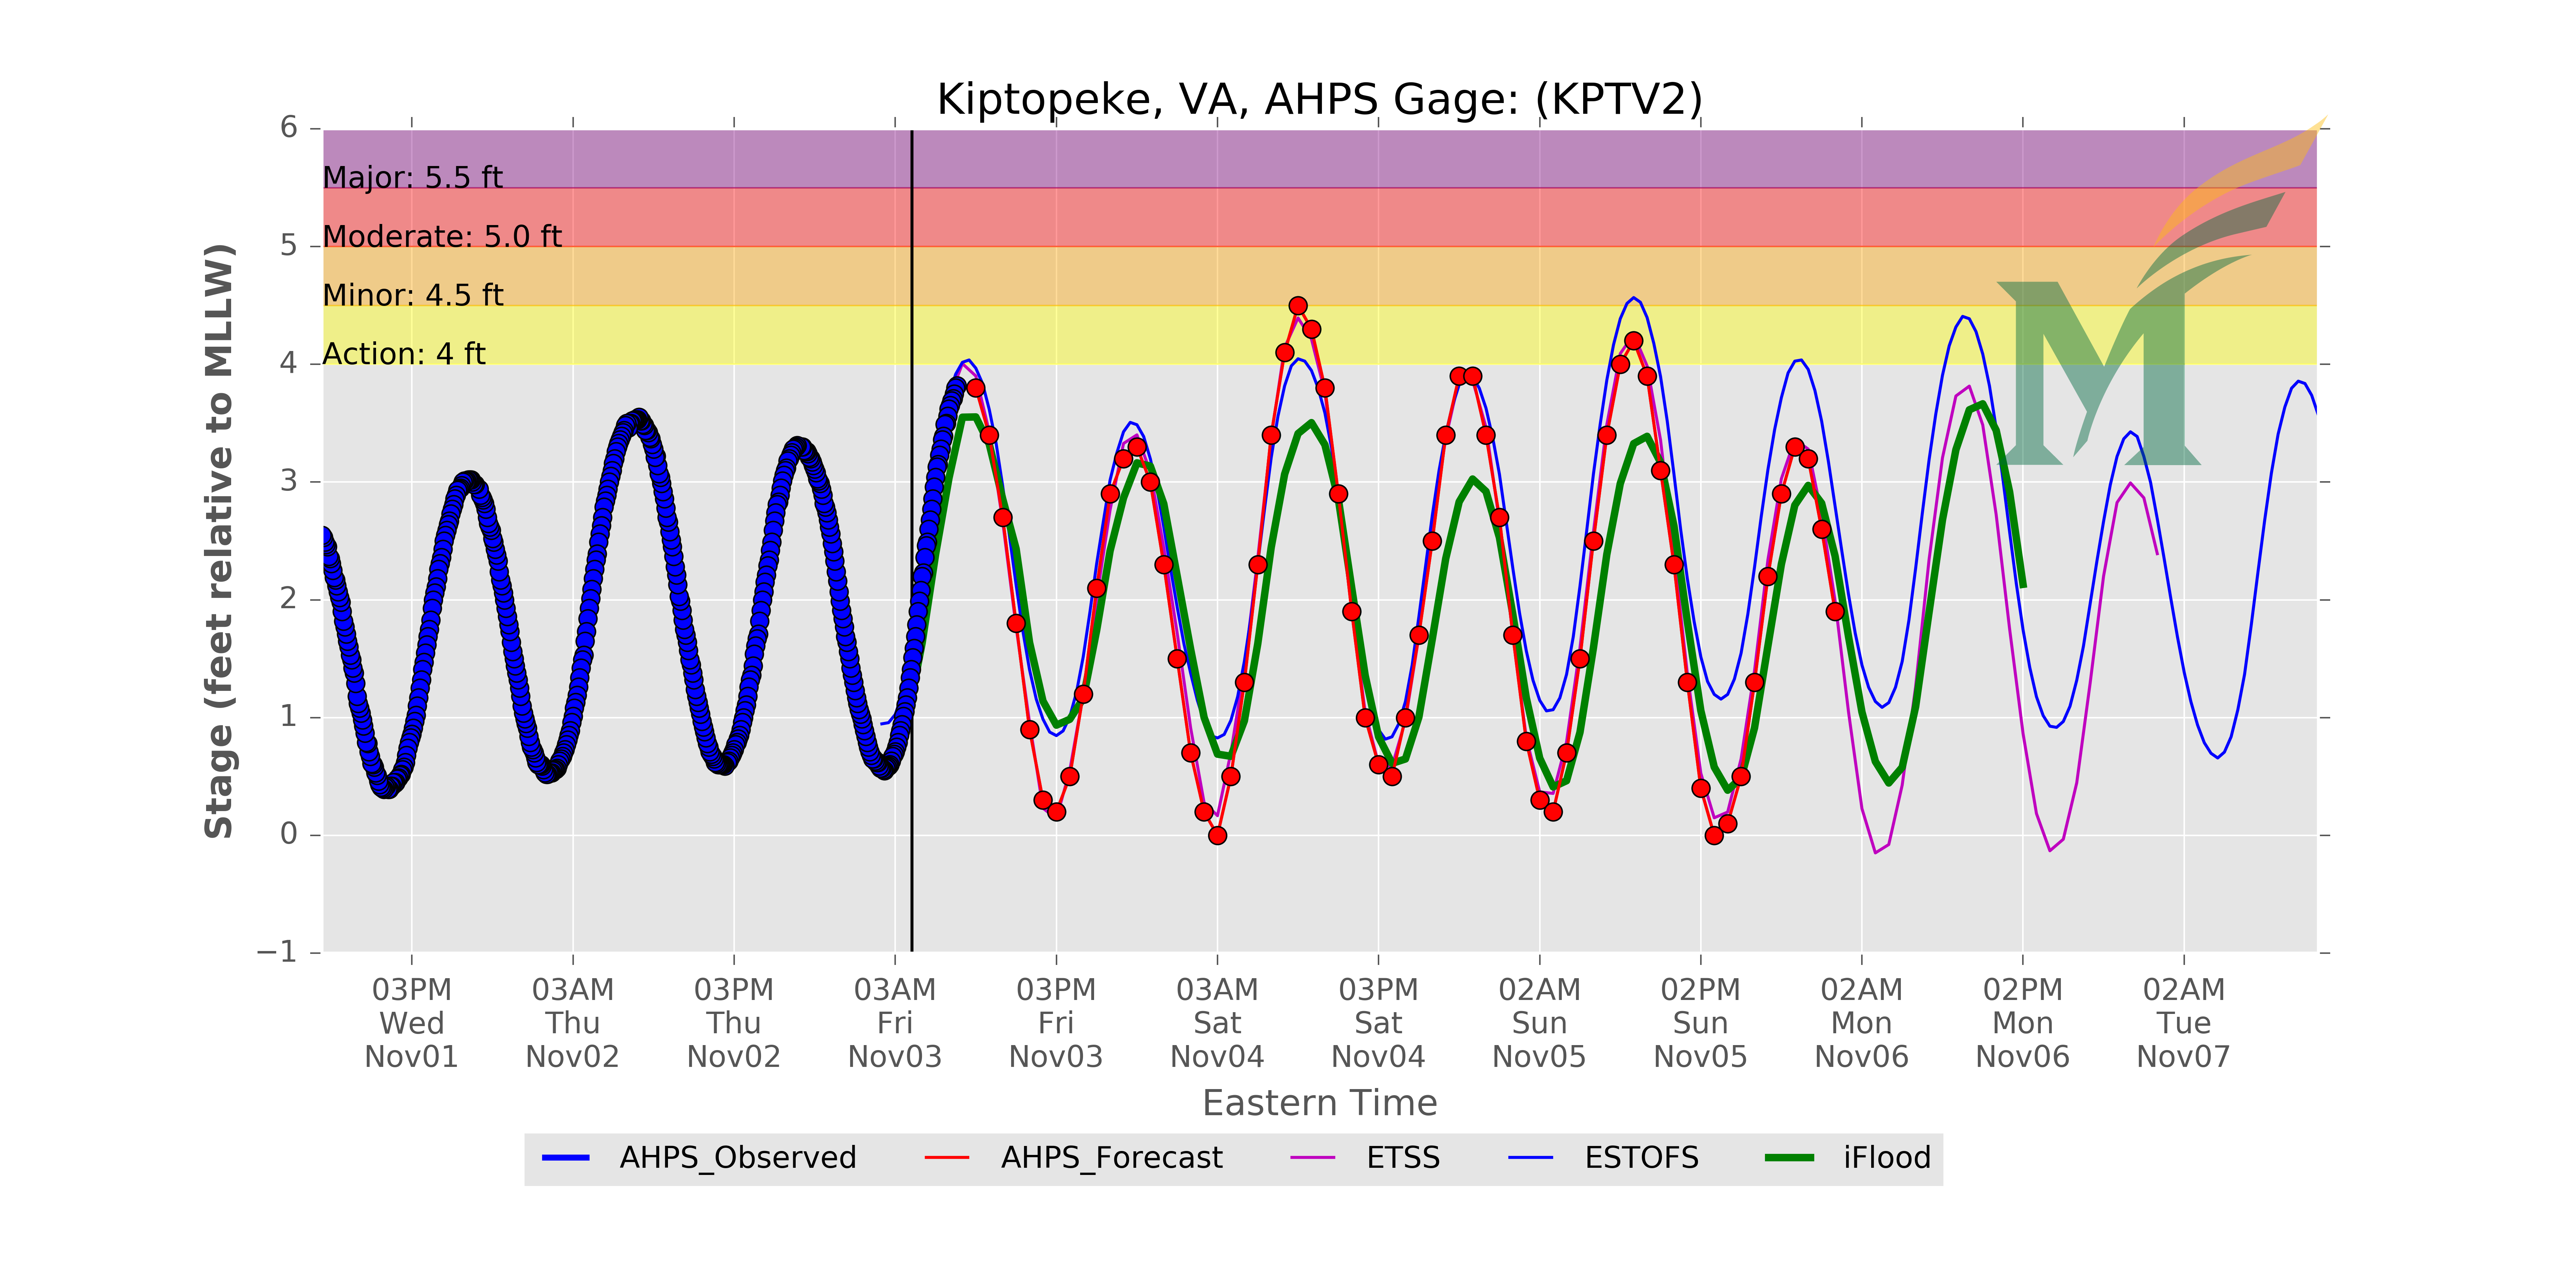 Kiptopeke, VA, AHPS Gage: (KPTV2)
Stage (feet relative to MLLW)
6
5
4
3
2
1
0
−1
Major: 5.5 ft
Moderate: 5.0 ft
Minor: 4.5 ft
Action: 4 ft
M
03PM 03AM 03PM 03AM 03PM 03AM 03PM 02AM 02PM 02AM 02PM 02AM
Wed Thu Thu Fri Fri Sat Sat Sun Sun Mon Mon Tue
Nov01 Nov02 Nov02 Nov03 Nov03 Nov04 Nov04 Nov05 Nov05 Nov06 Nov06 Nov07
Eastern Time
AHPS_Observed AHPS_Forecast ETSS ESTOFS iFlood